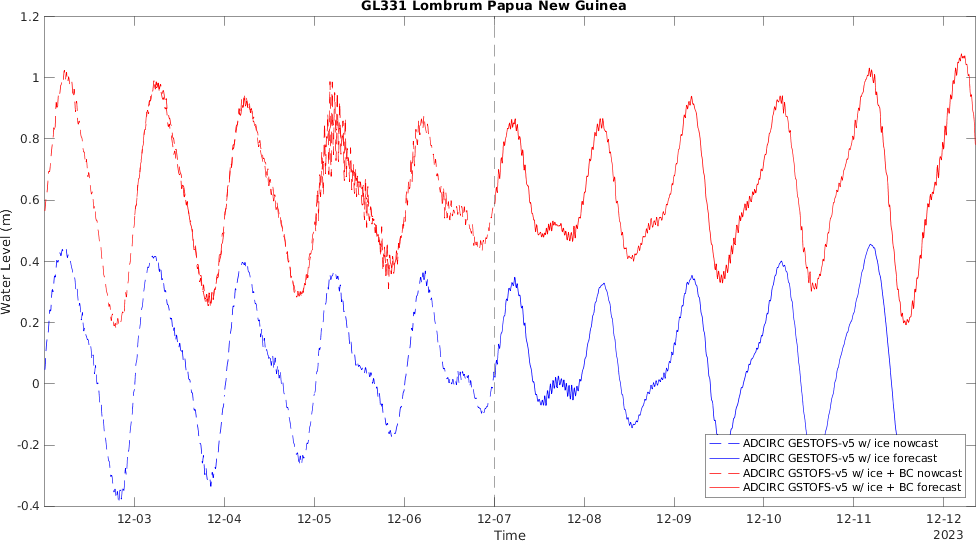 GL331 Lombrum Papua New Guinea
1.2
1
0.8
0.6
0.4
0.2
0
-0.2
-0.4
Water Level (m)
ADCIRC GESTOFS-v5 w/ ice nowcast
ADCIRC GESTOFS-v5 w/ ice forecast
ADCIRC GSTOFS-v5 w/ ice + BC nowcast
ADCIRC GSTOFS-v5 w/ ice + BC forecast
12-03 12-04 12-05 12-06 12-07 12-08 12-09 12-10 12-11 12-12
Time
2023